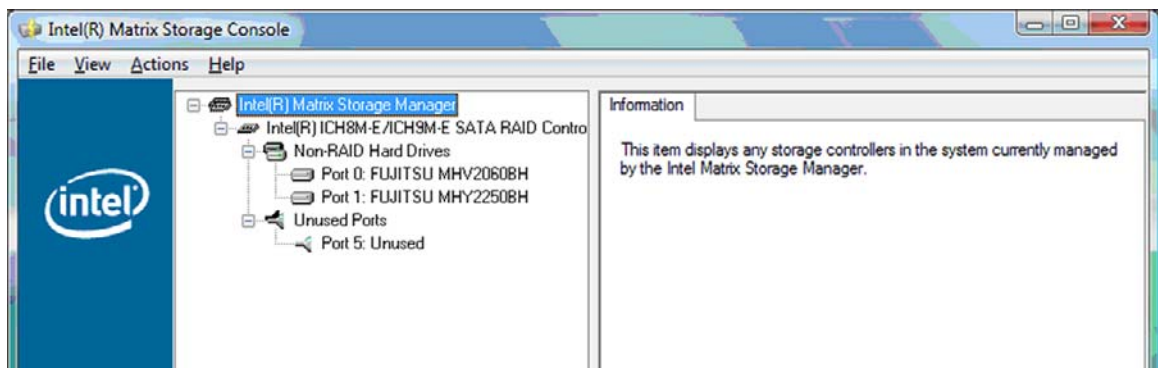 Intel(R) Matrix Storage Console
File View Actions Help
intel
Intel(R) Matrix Storage Manager
Intel(R) ICH8M-E/ICH9M-E SATA RAID Contro
Non-RAID Hard Drives
Port 0: FUJITSU MHV2060BH
Port 1: FUJITSU MHY2250BH
Unused Ports
Port 5: Unused
Information
This item displays any storage controllers in the system currently managed
by the Intel Matrix Storage Manager.